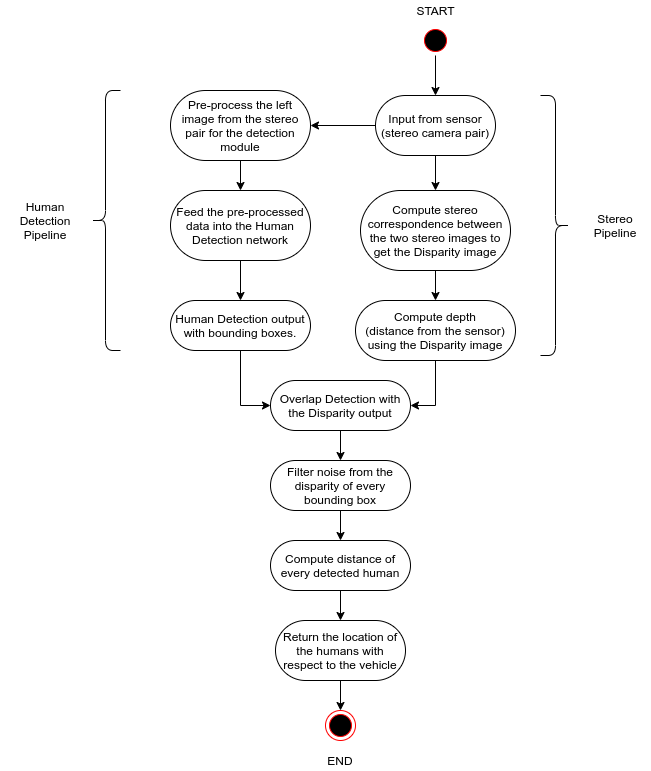 START
Pre-process the left
image from the stereo
pair for the detection
module
Input from sensor
(stereo camera pair)
Human
Detection
Pipeline
Feed the pre-processed
data into the Human
Detection network
Compute stereo
correspondence between
the two stereo images to
get the Disparity image
Stereo
Pipeline
Human Detection output
with bounding boxes.
Compute depth
(distance from the sensor)
using the Disparity image
Overlap Detection with
the Disparity output
Filter noise from the
disparity of every
bounding box
Compute distance of
every detected human
Return the location of
the humans with
respect to the vehicle
END